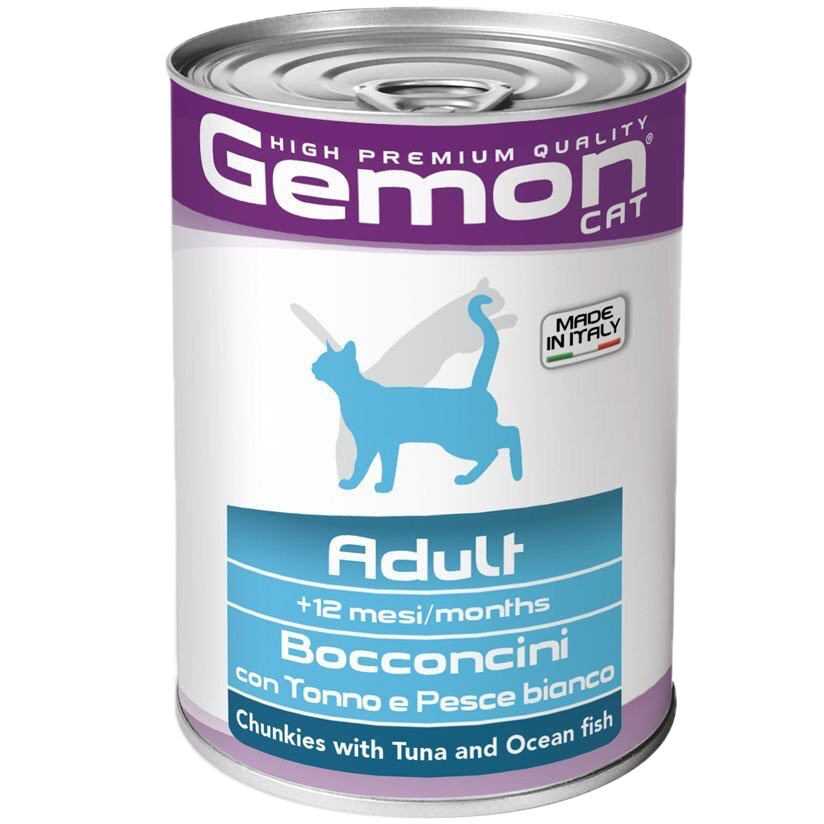 HIGH PREMIUM QUALITY
Gemon®
CAT
MADE
IN ITALY
Adult
+12 mesi/months
Bocconcini
con Tonno e Pesce bianco
Chunkies with Tuna and Ocean fish